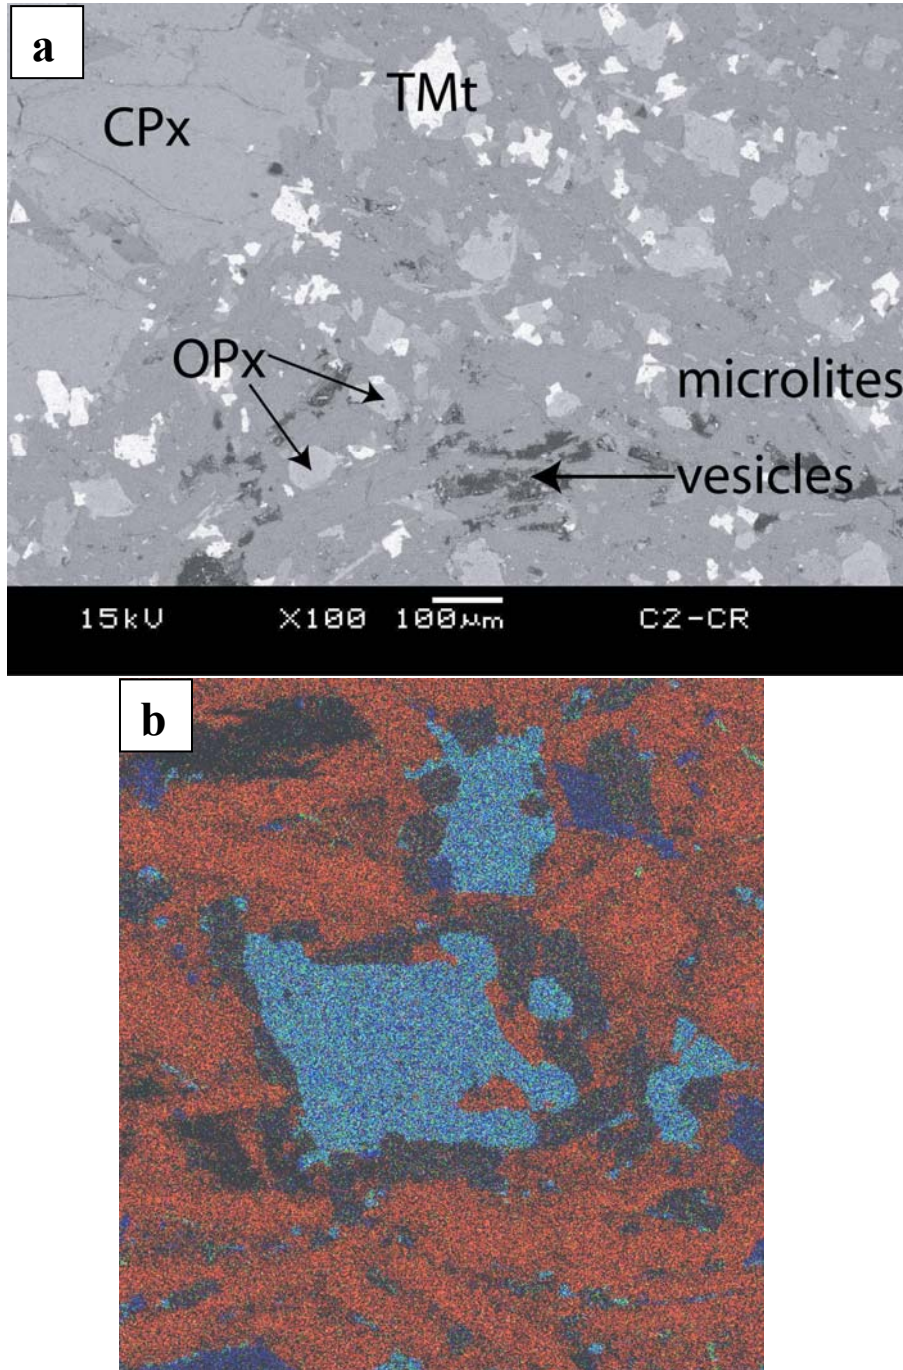 a
TMt
CPx
OPx
microlites
vesicles
15kV X100 100μm C2-CR
b